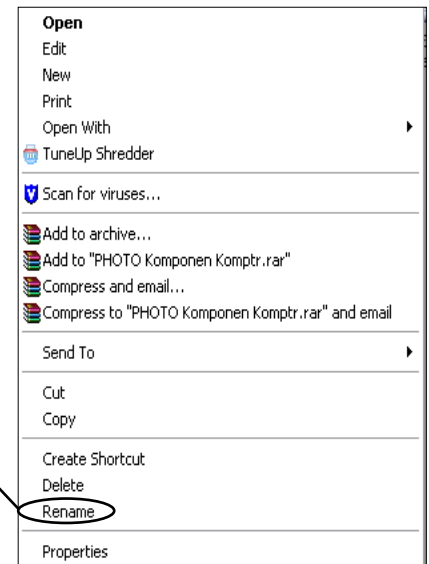 Open
Edit
New
Print
Open With
TuneUp Shredder
Scan for viruses...
Add to archive...
Add to "PHOTO Komponen Komptr.rar"
Compress and email...
Compress to "PHOTO Komponen Komptr.rar" and email
Send To
Cut
Copy
Create Shortcut
Delete
Rename
Properties